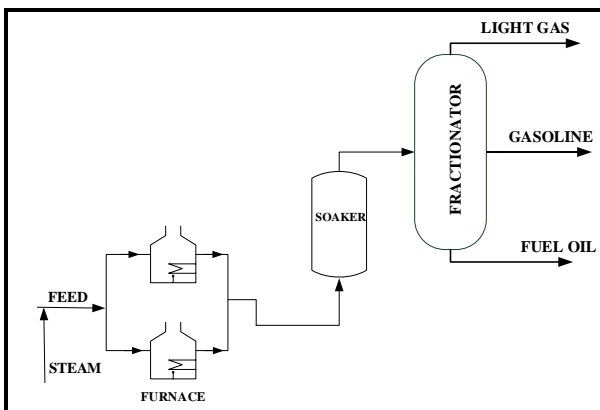 LIGHT GAS
FRACTIONATOR
GASOLINE
SOAKER
FUEL OIL
FEED
STEAM
FURNACE